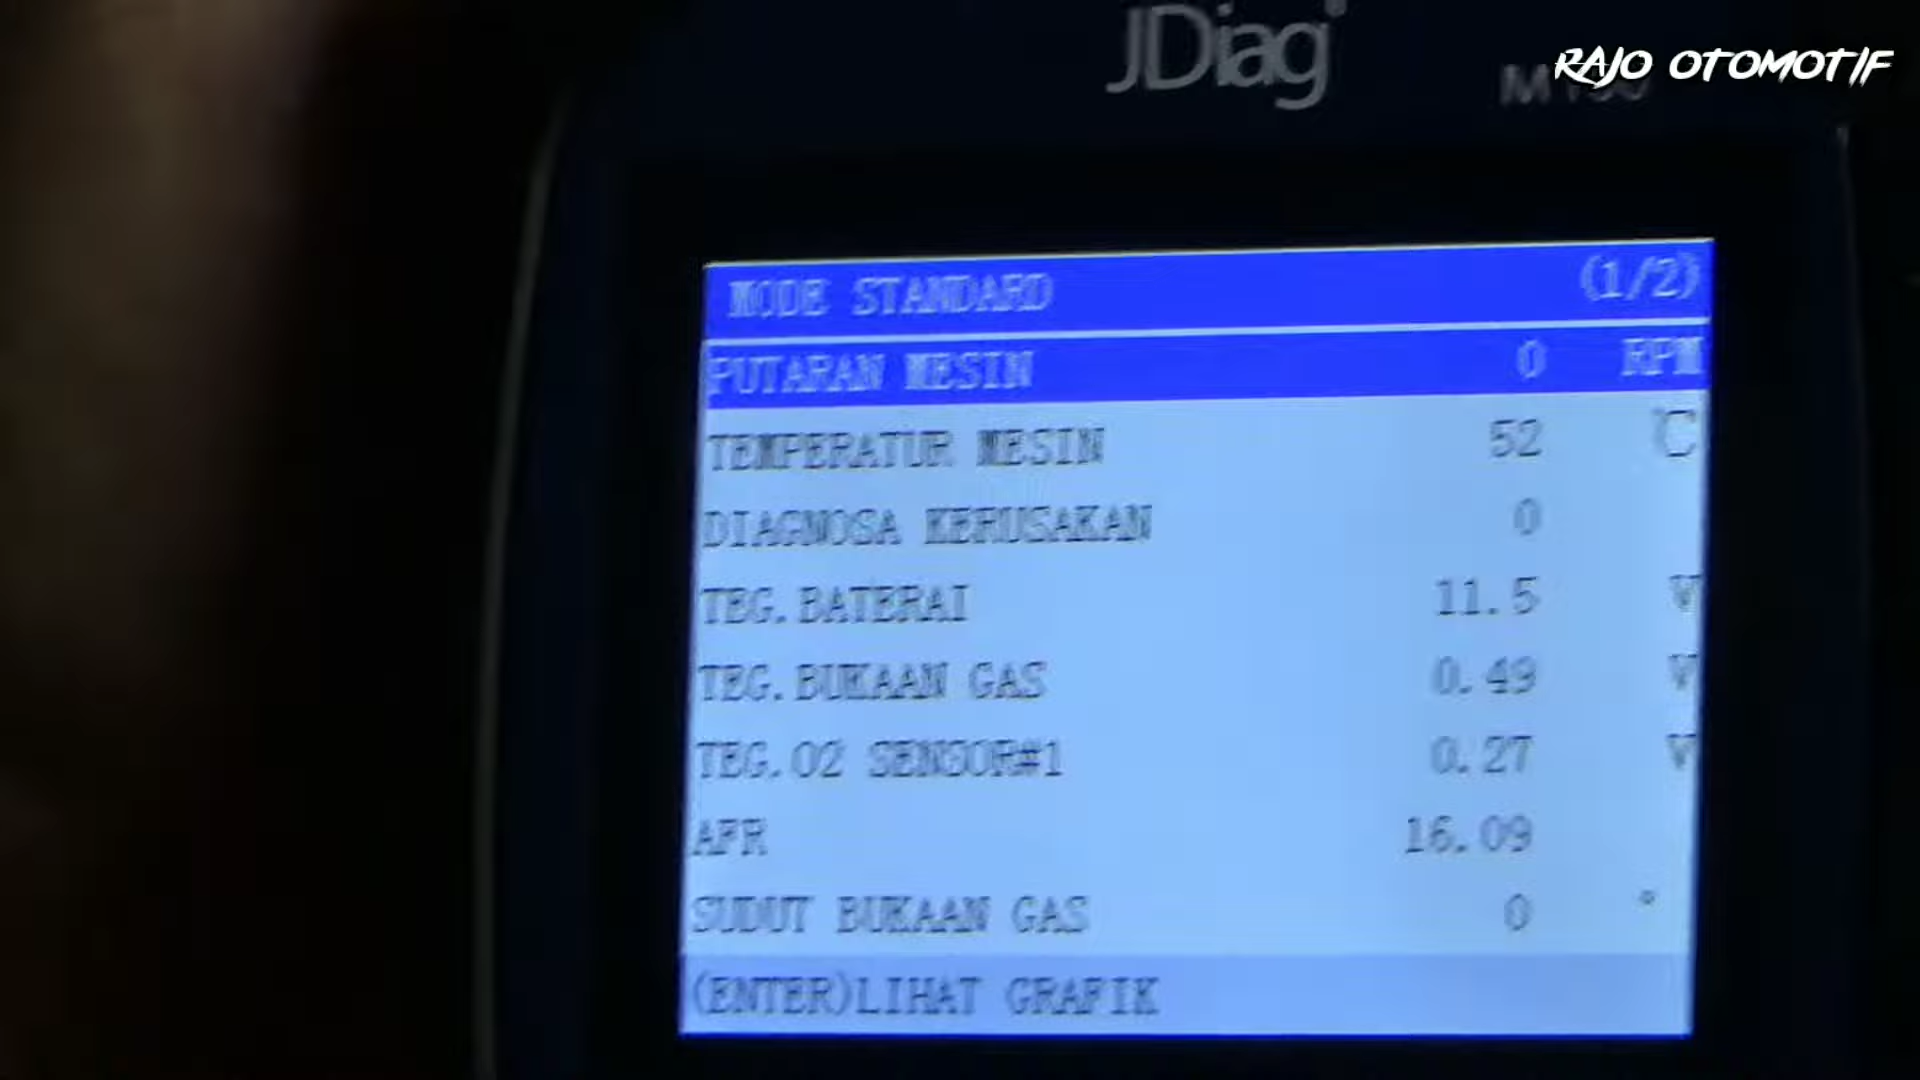 JDiag
RAJO OTOMOTIF
MODE STANDARD (1/2)
PUTARAN MESIN 0 RPM
TEMPERATUR MESIN 52 ℃
DIAGNOSA KERUSAKAN 0
TEG.BATERAI 11.5 V
TEG.BUKAAN GAS 0.49 V
TEG.O2 SENSOR#1 0.27 V
AFR 16.09
SUDUT BUKAAN GAS 0 °
(ENTER)LIHAT GRAFIK